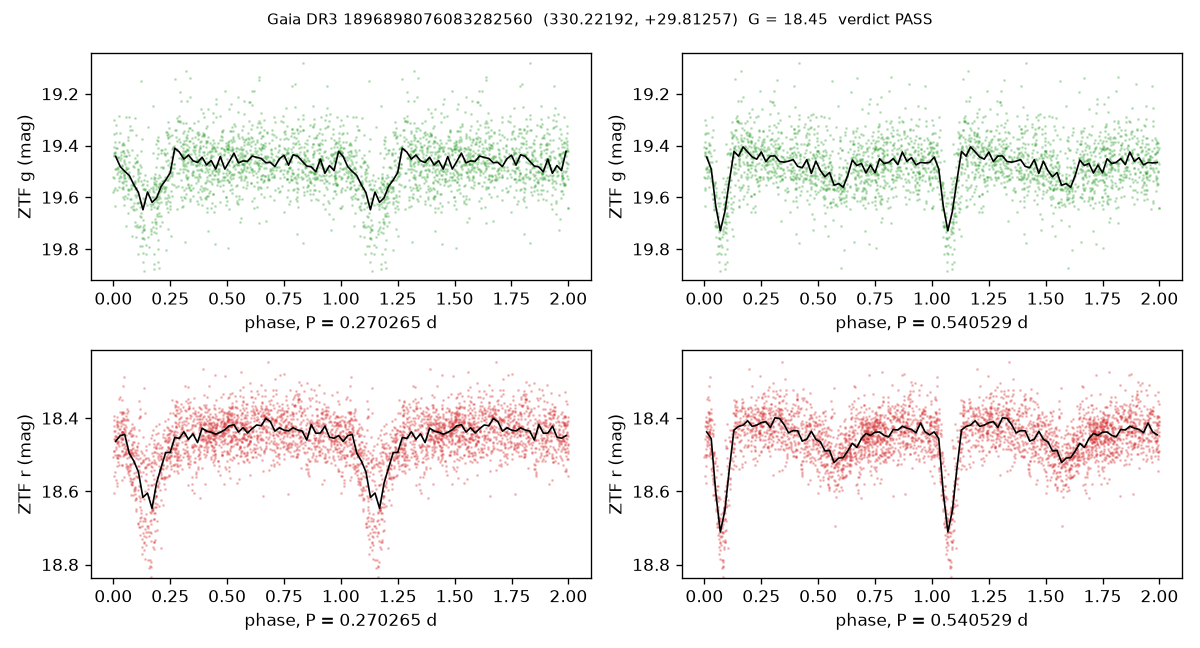 Gaia DR3 1896898076083282560 (330.22192, +29.81257) G = 18.45 verdict PASS
ZTF g (mag)
19.2
19.4
19.6
19.8
0.00 0.25 0.50 0.75 1.00 1.25 1.50 1.75 2.00
phase, P = 0.270265 d
ZTF g (mag)
19.2
19.4
19.6
19.8
0.00 0.25 0.50 0.75 1.00 1.25 1.50 1.75 2.00
phase, P = 0.540529 d
ZTF r (mag)
18.4
18.6
18.8
0.00 0.25 0.50 0.75 1.00 1.25 1.50 1.75 2.00
phase, P = 0.270265 d
ZTF r (mag)
18.4
18.6
18.8
0.00 0.25 0.50 0.75 1.00 1.25 1.50 1.75 2.00
phase, P = 0.540529 d